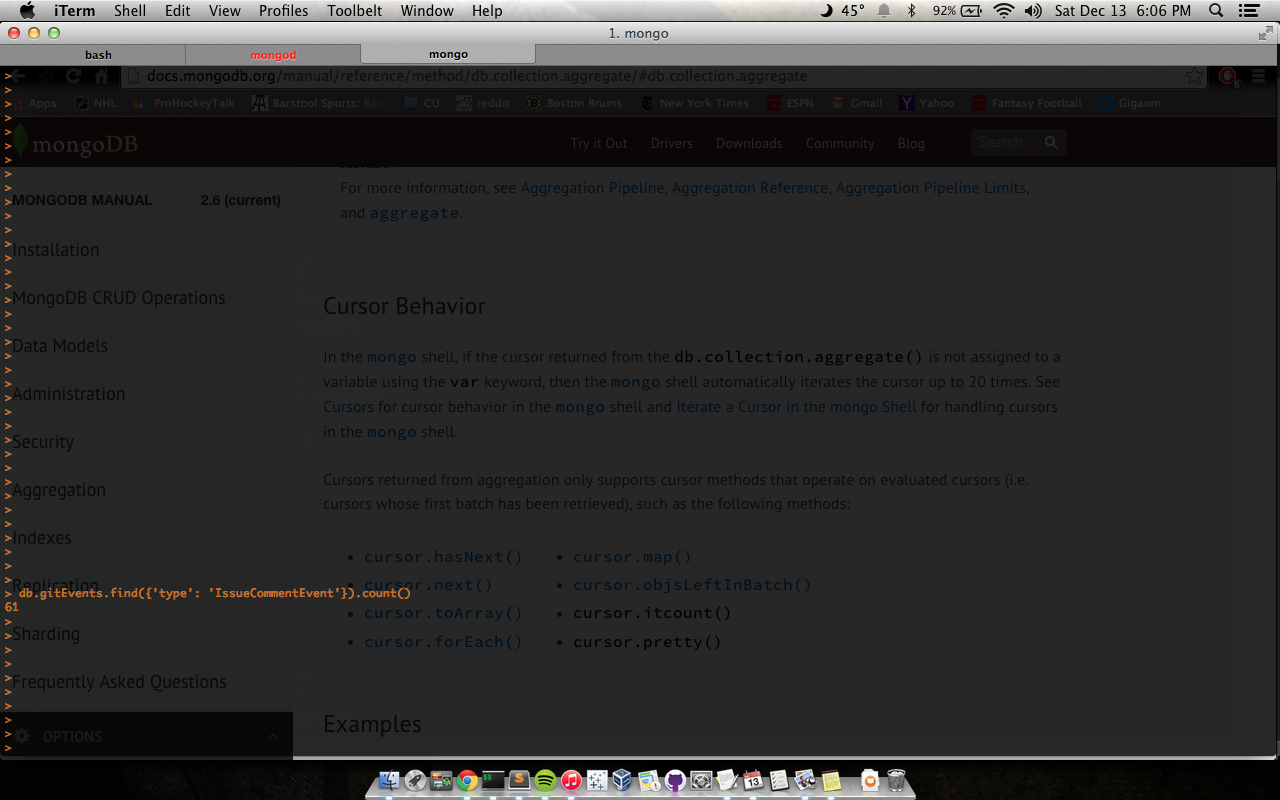 iTerm Shell Edit View Profiles Toolbelt Window Help 45° 92% Sat Dec 13 6:06 PM
1. mongo
bash mongod mongo
docs.mongodb.org/manual/reference/method/db.collection.aggregate/#db.collection.aggregate
Apps NHL ProHockeyTalk Barstool Sports: Bos CU reddit Boston Bruins New York Times ESPN Gmail Yahoo Fantasy Football Gigaom
6
mongoDB Try it Out Drivers Downloads Community Blog Search
MONGODB MANUAL 2.6 (current)
Installation
MongoDB CRUD Operations
Data Models
Administration
Security
Aggregation
Indexes
Replication
Sharding
Frequently Asked Questions
OPTIONS
For more information, see Aggregation Pipeline, Aggregation Reference, Aggregation Pipeline Limits,
and aggregate.
Cursor Behavior
In the mongo shell, if the cursor returned from the db.collection.aggregate() is not assigned to a
variable using the var keyword, then the mongo shell automatically iterates the cursor up to 20 times. See
Cursors for cursor behavior in the mongo shell and Iterate a Cursor in the mongo Shell for handling cursors
in the mongo shell.
Cursors returned from aggregation only supports cursor methods that operate on evaluated cursors (i.e.
cursors whose first batch has been retrieved), such as the following methods:
• cursor.hasNext() • cursor.map()
• cursor.next() • cursor.objsLeftInBatch()
• cursor.toArray() • cursor.itcount()
• cursor.forEach() • cursor.pretty()
Examples
> db.gitEvents.find({'type': 'IssueCommentEvent'}).count()
61
>
13